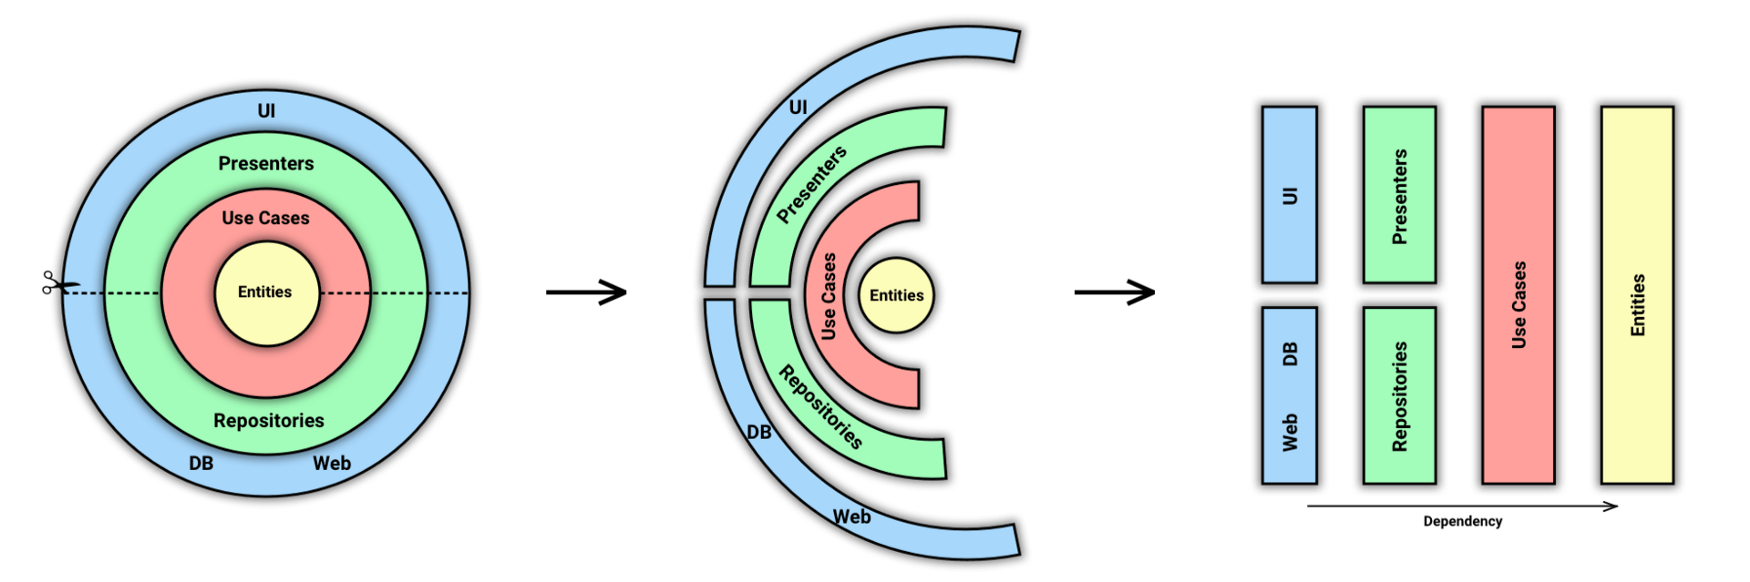 UI
Presenters
Use Cases
Entities
Repositories
DB Web
UI
Presenters
Use Cases
Entities
Repositories
DB
Web
UI
Presenters
DB
Web
Repositories
Use Cases
Entities
Dependency